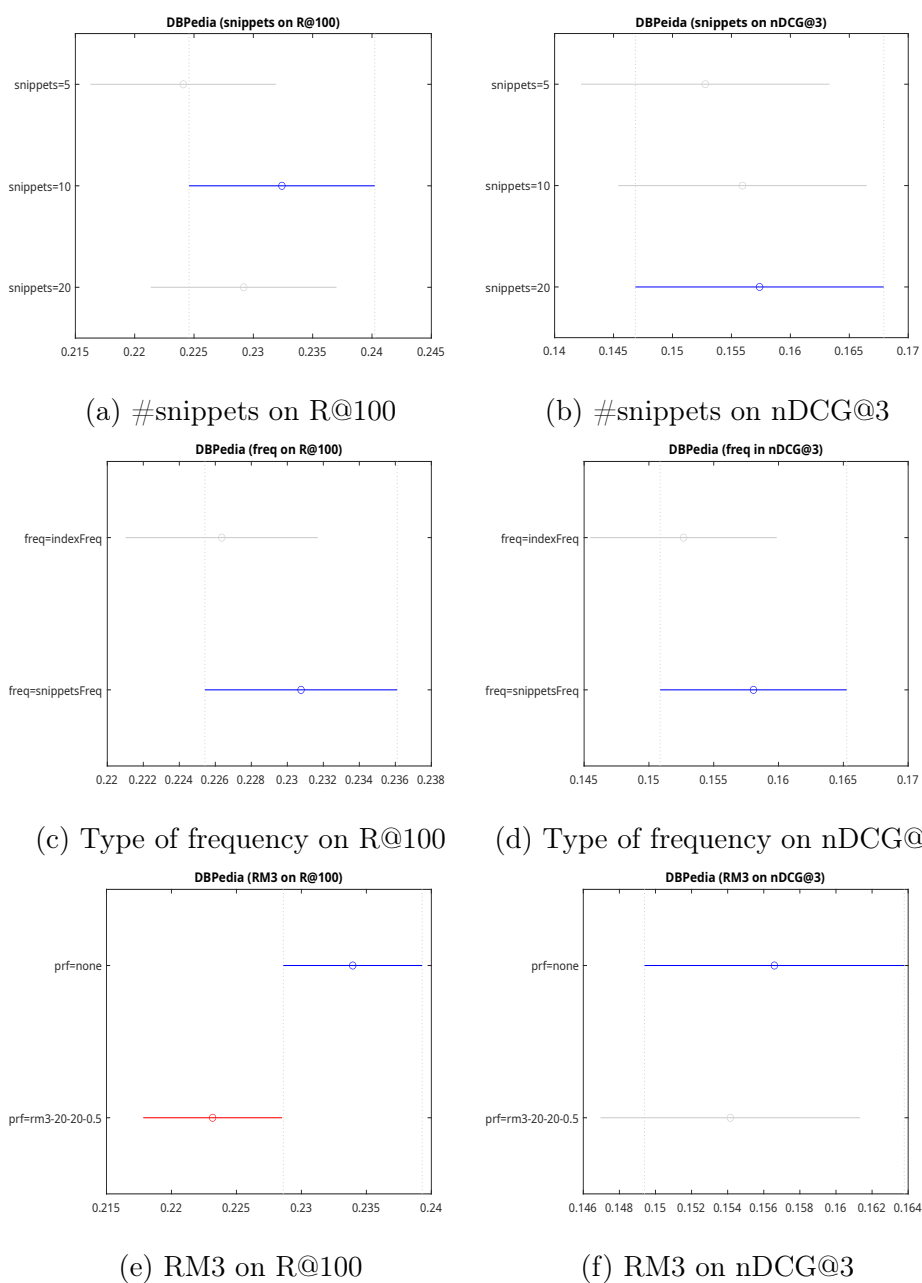 DBPedia (snippets on R@100)
snippets=5
snippets=10
snippets=20
0.215 0.22 0.225 0.23 0.235 0.24 0.245
(a) #snippets on R@100
DBPeida (snippets on nDCG@3)
snippets=5
snippets=10
snippets=20
0.14 0.145 0.15 0.155 0.16 0.165 0.17
(b) #snippets on nDCG@3
DBPedia (freq on R@100)
freq=indexFreq
freq=snippetsFreq
0.22 0.222 0.224 0.226 0.228 0.23 0.232 0.234 0.236 0.238
(c) Type of frequency on R@100
DBPedia (freq in nDCG@3)
freq=indexFreq
freq=snippetsFreq
0.145 0.15 0.155 0.16 0.165 0.17
(d) Type of frequency on nDCG@
DBPedia (RM3 on R@100)
prf=none
prf=rm3-20-20-0.5
0.215 0.22 0.225 0.23 0.235 0.24
(e) RM3 on R@100
DBPedia (RM3 on nDCG@3)
prf=none
prf=rm3-20-20-0.5
0.146 0.148 0.15 0.152 0.154 0.156 0.158 0.16 0.162 0.164
(f) RM3 on nDCG@3